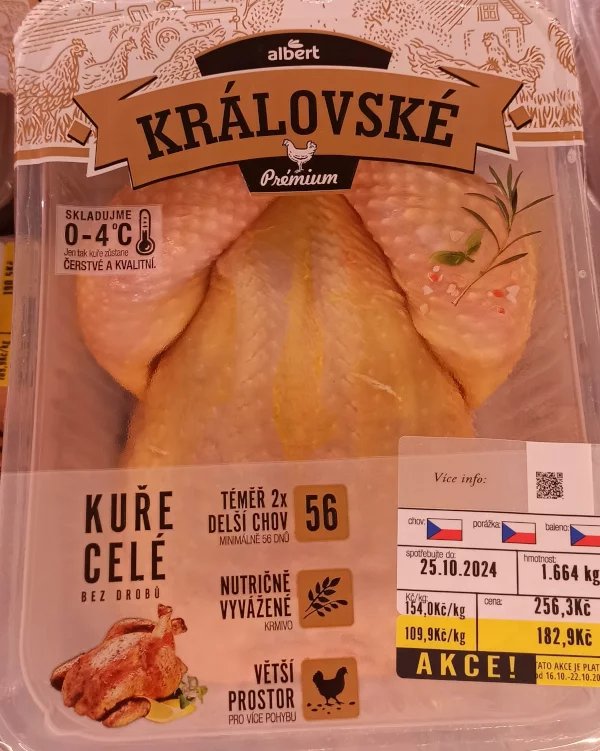 albert
KRÁLOVSKÉ
Prémium
SKLADUJME
0-4°C
Jen tak kuře zůstane
ČERSTVÉ A KVALITNÍ.
KUŘE
CELÉ
BEZ DROBŮ
TÉMĚŘ 2x
DELŠÍ CHOV
MINIMÁLNĚ 56 DNŮ
56
NUTRIČNĚ
VYVÁŽENÉ
KRMIVO
VĚTŠÍ
PROSTOR
PRO VÍCE POHYBU
Více info:
chov: porážka: baleno:
spotřebujte do: hmotnost:
25.10.2024 1.664 kg
Kč/kg: cena:
154,0Kč/kg 256,3Kč
109,9Kč/kg 182,9Kč
AKCE!
TATO AKCE JE PLAT
od 16.10.-22.10.20